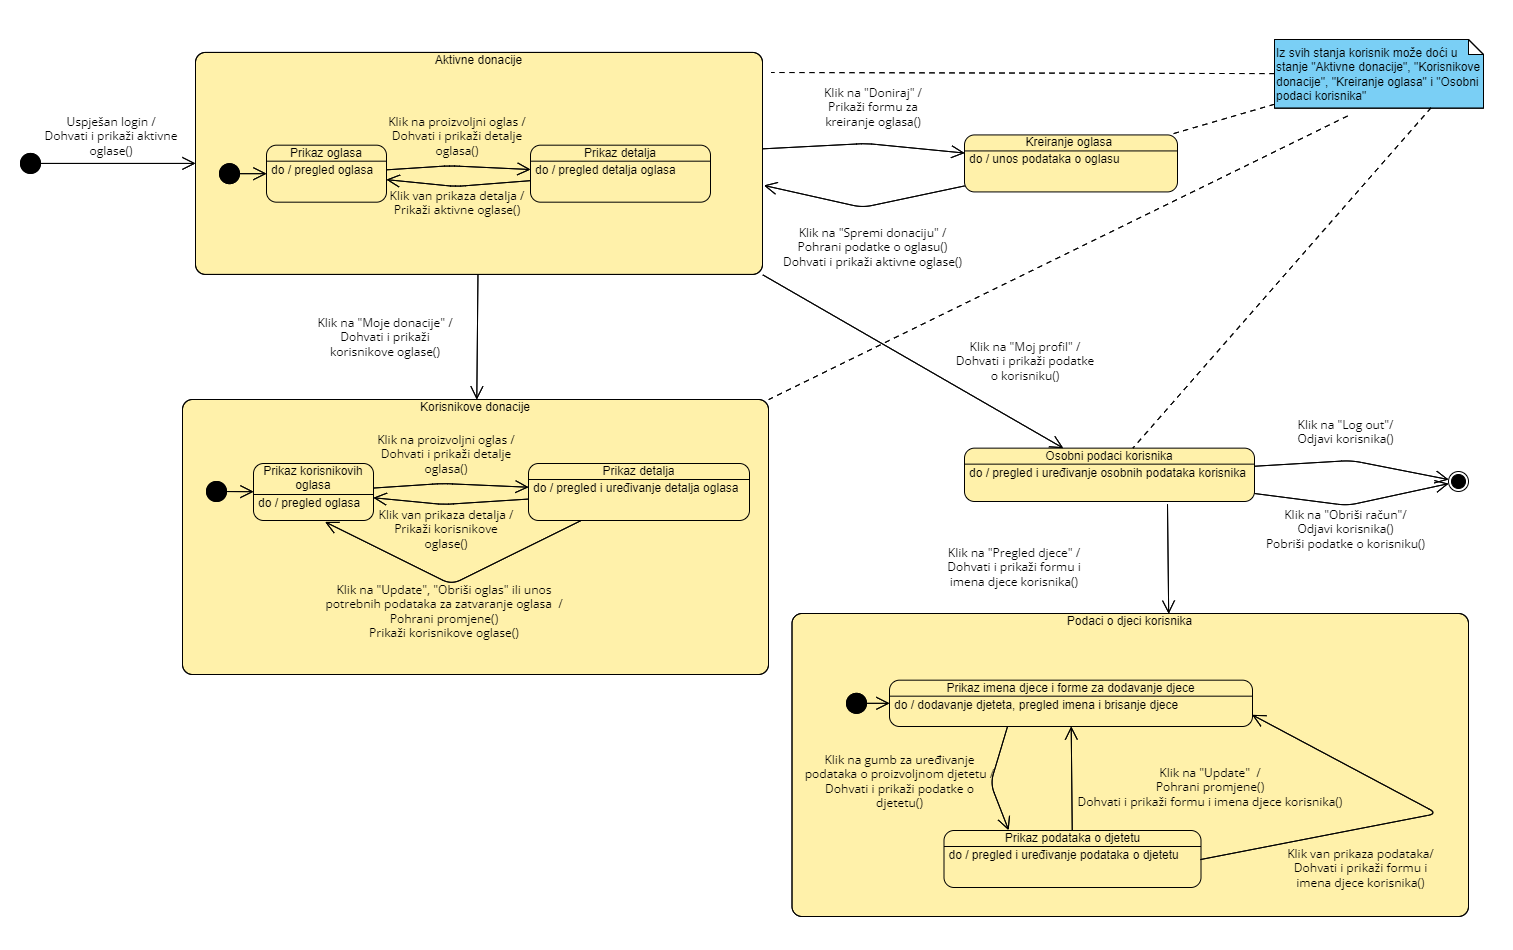 Aktivne donacije
Iz svih stanja korisnik može doći u
stanje "Aktivne donacije", "Korisnikove
donacije", "Kreiranje oglasa" i "Osobni
podaci korisnika"
Uspješan login /
Dohvati i prikaži aktivne
oglase()
Klik na proizvoljni oglas /
Dohvati i prikaži detalje
oglasa()
Prikaz oglasa
do / pregled oglasa
Prikaz detalja
do / pregled detalja oglasa
Klik van prikaza detalja /
Prikaži aktivne oglase()
Klik na "Doniraj" /
Prikaži formu za
kreiranje oglasa()
Kreiranje oglasa
do / unos podataka o oglasu
Klik na "Spremi donaciju" /
Pohrani podatke o oglasu()
Dohvati i prikaži aktivne oglase()
Klik na "Moje donacije" /
Dohvati i prikaži
korisnikove oglase()
Klik na "Moj profil" /
Dohvati i prikaži podatke
o korisniku()
Korisnikove donacije
Klik na proizvoljni oglas /
Dohvati i prikaži detalje
oglasa()
Prikaz korisnikovih
oglasa
do / pregled oglasa
Prikaz detalja
do / pregled i uređivanje detalja oglasa
Klik van prikaza detalja /
Prikaži korisnikove
oglase()
Klik na "Update", "Obriši oglas" ili unos
potrebnih podataka za zatvaranje oglasa /
Pohrani promjene()
Prikaži korisnikove oglase()
Osobni podaci korisnika
do / pregled i uređivanje osobnih podataka korisnika
Klik na "Log out"/
Odjavi korisnika()
Klik na "Obriši račun"/
Odjavi korisnika()
Pobriši podatke o korisniku()
Klik na "Pregled djece" /
Dohvati i prikaži formu i
imena djece korisnika()
Podaci o djeci korisnika
Prikaz imena djece i forme za dodavanje djece
do / dodavanje djeteta, pregled imena i brisanje djece
Klik na gumb za uređivanje
podataka o proizvoljnom djetetu /
Dohvati i prikaži podatke o
djetetu()
Klik na "Update" /
Pohrani promjene()
Dohvati i prikaži formu i imena djece korisnika()
Prikaz podataka o djetetu
do / pregled i uređivanje podataka o djetetu
Klik van prikaza podataka/
Dohvati i prikaži formu i
imena djece korisnika()